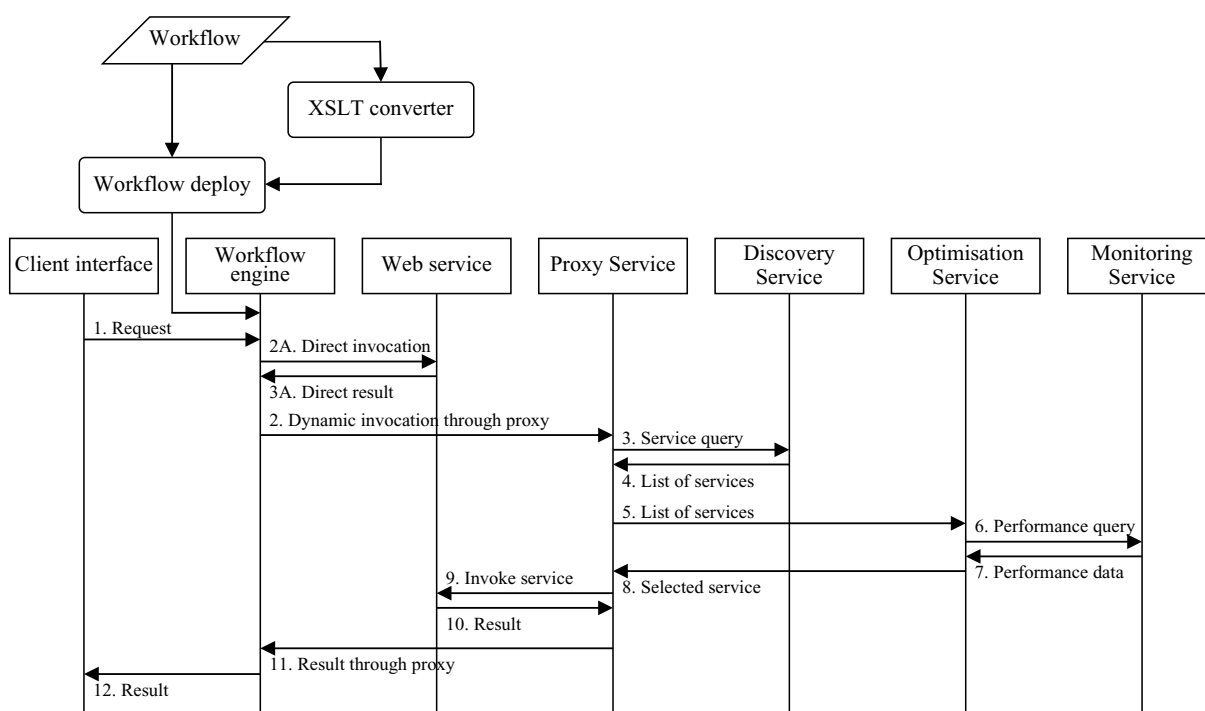 Workflow
XSLT converter
Workflow deploy
Client interface
Workflow
engine
Web service
Proxy Service
Discovery
Service
Optimisation
Service
Monitoring
Service
1. Request
2A. Direct invocation
3A. Direct result
2. Dynamic invocation through proxy
3. Service query
4. List of services
5. List of services
6. Performance query
7. Performance data
8. Selected service
9. Invoke service
10. Result
11. Result through proxy
12. Result